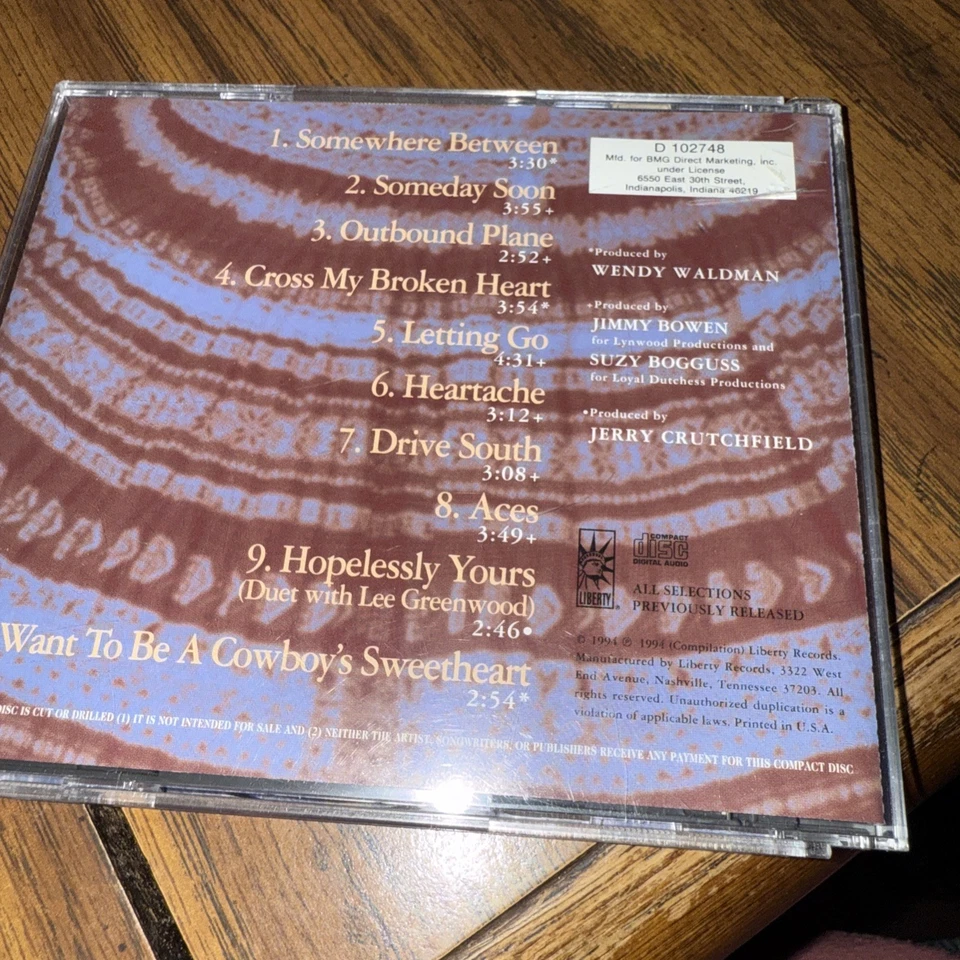 1. Somewhere Between
3:30*
2. Someday Soon
3:55+
3. Outbound Plane
2:52+
4. Cross My Broken Heart
3:54*
5. Letting Go
4:31+
6. Heartache
3:12+
7. Drive South
3:08+
8. Aces
3:49+
9. Hopelessly Yours
(Duet with Lee Greenwood)
2:46•
Want To Be A Cowboy's Sweetheart
2:54*
D 102748
Mfd. for BMG Direct Marketing, inc.
under License
6550 East 30th Street,
Indianapolis, Indiana 46219
*Produced by
WENDY WALDMAN
+Produced by
JIMMY BOWEN
for Lynwood Productions and
SUZY BOGGUSS
for Loyal Dutchess Productions
•Produced by
JERRY CRUTCHFIELD
LIBERTY®
COMPACT
disc
DIGITAL AUDIO
ALL SELECTIONS
PREVIOUSLY RELEASED
© 1994 ℗ 1994 (Compilation) Liberty Records.
Manufactured by Liberty Records, 3322 West
End Avenue, Nashville, Tennessee 37203. All
rights reserved. Unauthorized duplication is a
violation of applicable laws. Printed in U.S.A.
DISC IS CUT OR DRILLED (1) IT IS NOT INTENDED FOR SALE AND (2) NEITHER THE ARTIST, SONGWRITERS, OR PUBLISHERS RECEIVE ANY PAYMENT FOR THIS COMPACT DISC